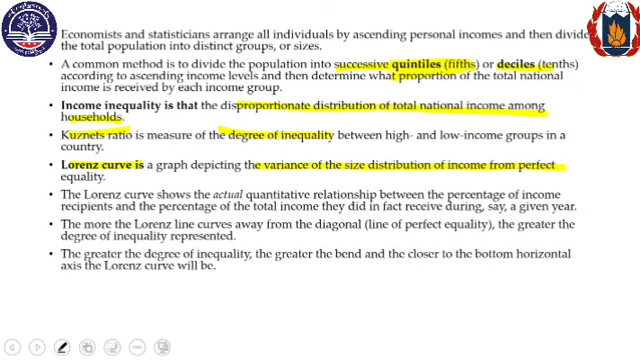 Economists and statisticians arrange all individuals by ascending personal incomes and then divide
the total population into distinct groups, or sizes.
• A common method is to divide the population into successive quintiles (fifths) or deciles (tenths)
according to ascending income levels and then determine what proportion of the total national
income is received by each income group.
• Income inequality is that the disproportionate distribution of total national income among
households.
• Kuznets ratio is measure of the degree of inequality between high- and low-income groups in a
country.
• Lorenz curve is a graph depicting the variance of the size distribution of income from perfect
equality.
• The Lorenz curve shows the actual quantitative relationship between the percentage of income
recipients and the percentage of the total income they did in fact receive during, say, a given year.
• The more the Lorenz line curves away from the diagonal (line of perfect equality), the greater the
degree of inequality represented.
• The greater the degree of inequality, the greater the bend and the closer to the bottom horizontal
axis the Lorenz curve will be.